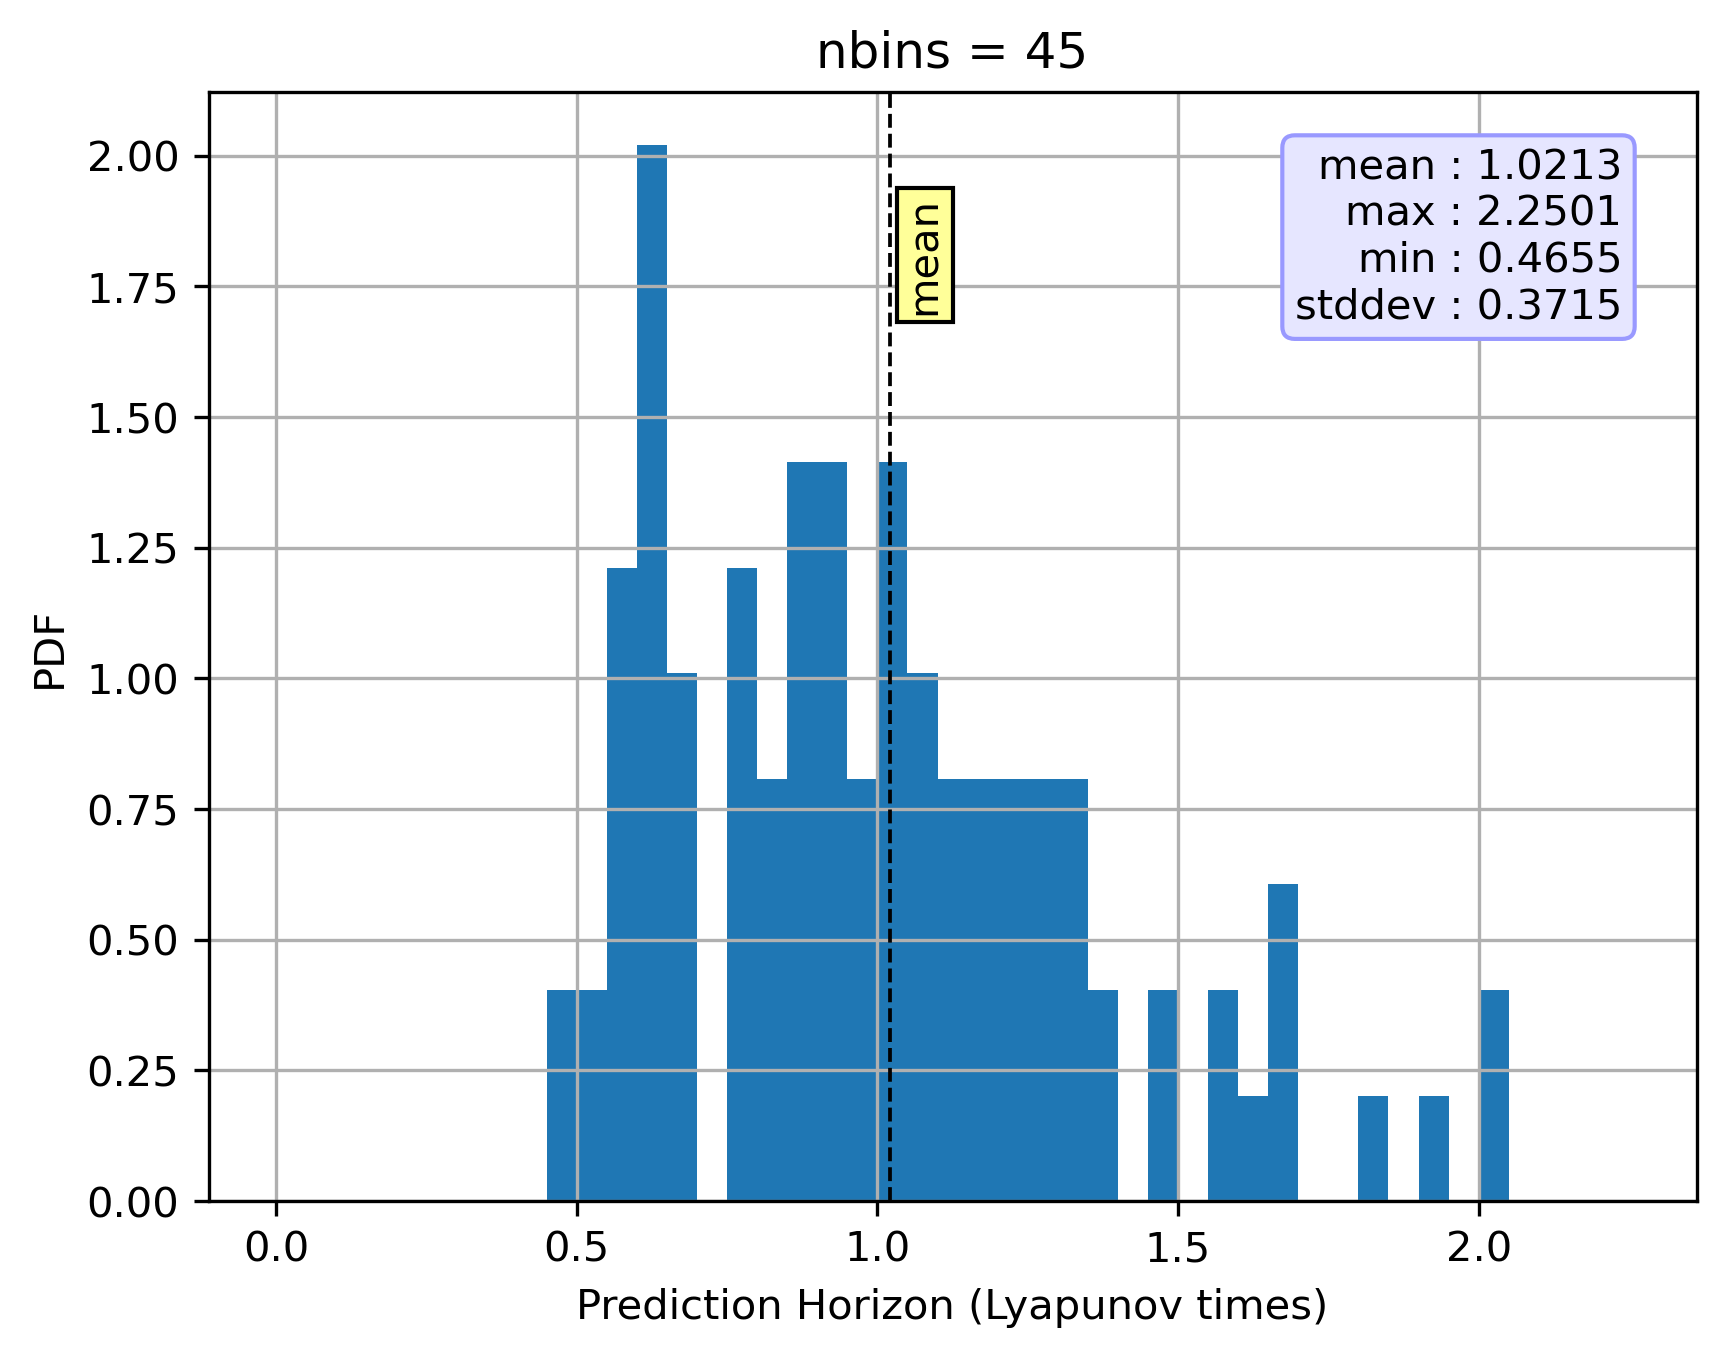 nbins = 45
2.00
1.75
1.50
1.25
1.00
0.75
0.50
0.25
0.00
PDF
mean
mean : 1.0213
max : 2.2501
min : 0.4655
stddev : 0.3715
0.0 0.5 1.0 1.5 2.0
Prediction Horizon (Lyapunov times)